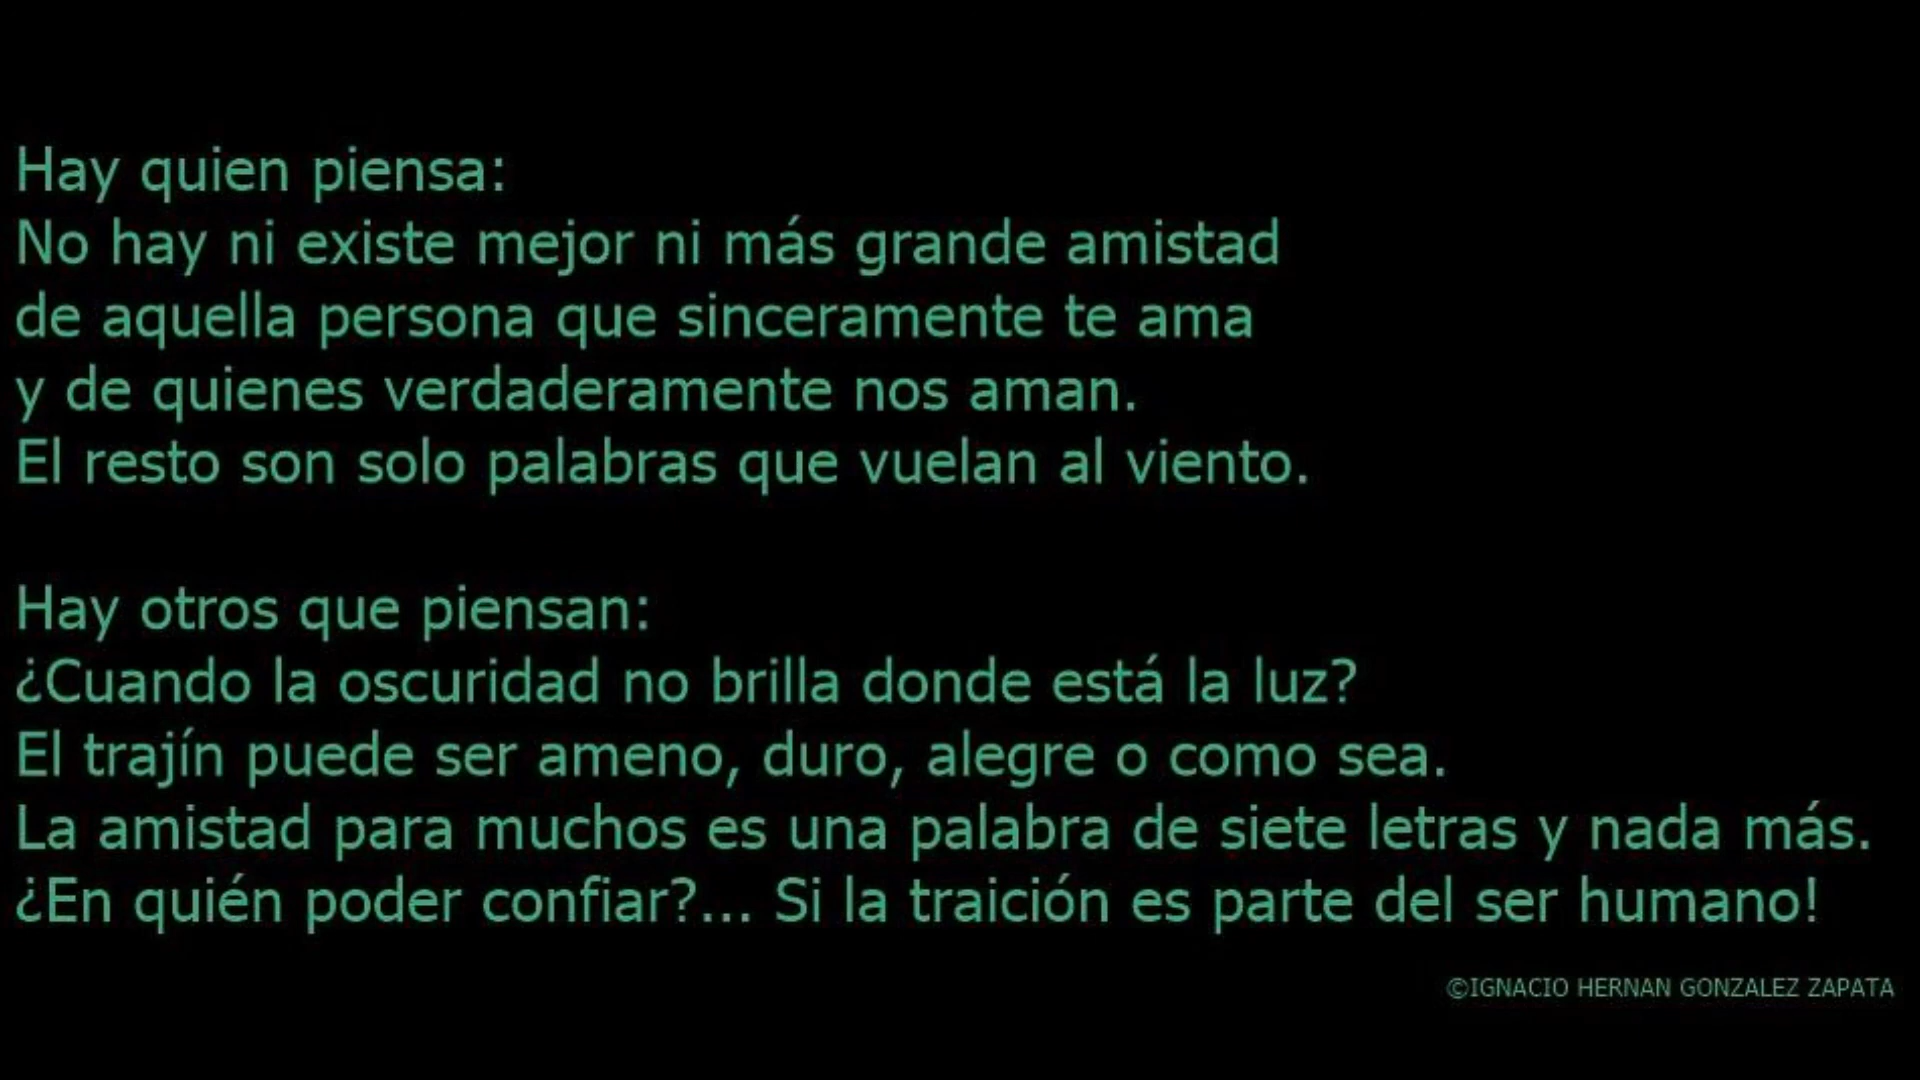 Hay quien piensa:
No hay ni existe mejor ni más grande amistad
de aquella persona que sinceramente te ama
y de quienes verdaderamente nos aman.
El resto son solo palabras que vuelan al viento.
Hay otros que piensan:
¿Cuando la oscuridad no brilla donde está la luz?
El trajín puede ser ameno, duro, alegre o como sea.
La amistad para muchos es una palabra de siete letras y nada más.
¿En quién poder confiar?... Si la traición es parte del ser humano!
©IGNACIO HERNAN GONZALEZ ZAPATA